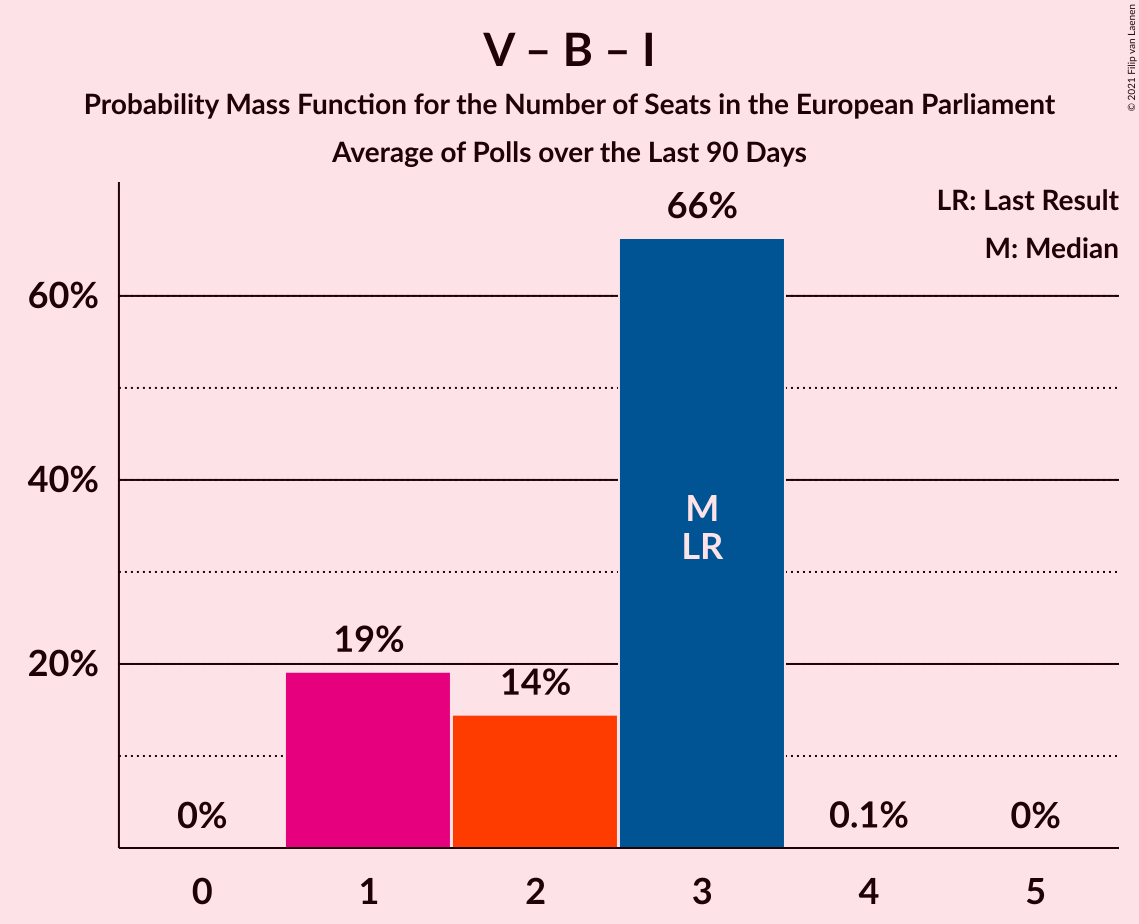 V – B – I
Probability Mass Function for the Number of Seats in the European Parliament
Average of Polls over the Last 90 Days
© 2021 Filip van Laenen
LR: Last Result
M: Median
66%
60%
40%
M
LR
19%
20%
14%
0%
0.1%
0%
0
1
2
3
4
5